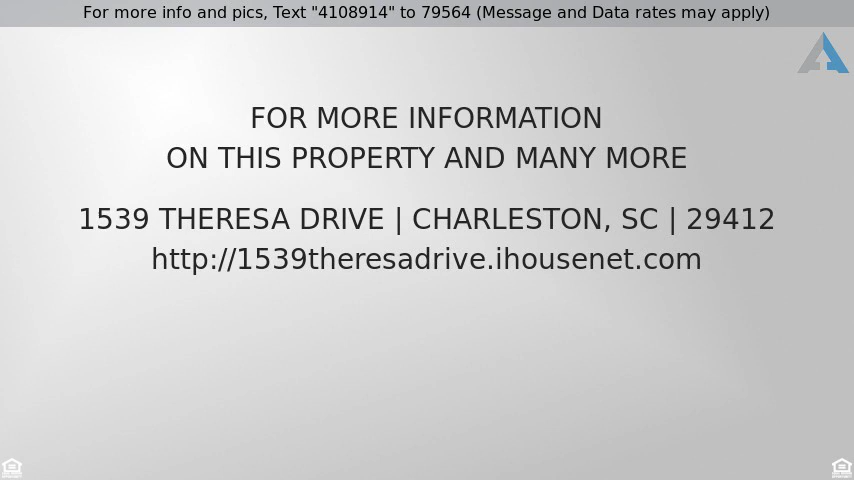 For more info and pics, Text "4108914" to 79564 (Message and Data rates may apply)
FOR MORE INFORMATION
ON THIS PROPERTY AND MANY MORE
1539 THERESA DRIVE | CHARLESTON, SC | 29412
http://1539theresadrive.ihousenet.com